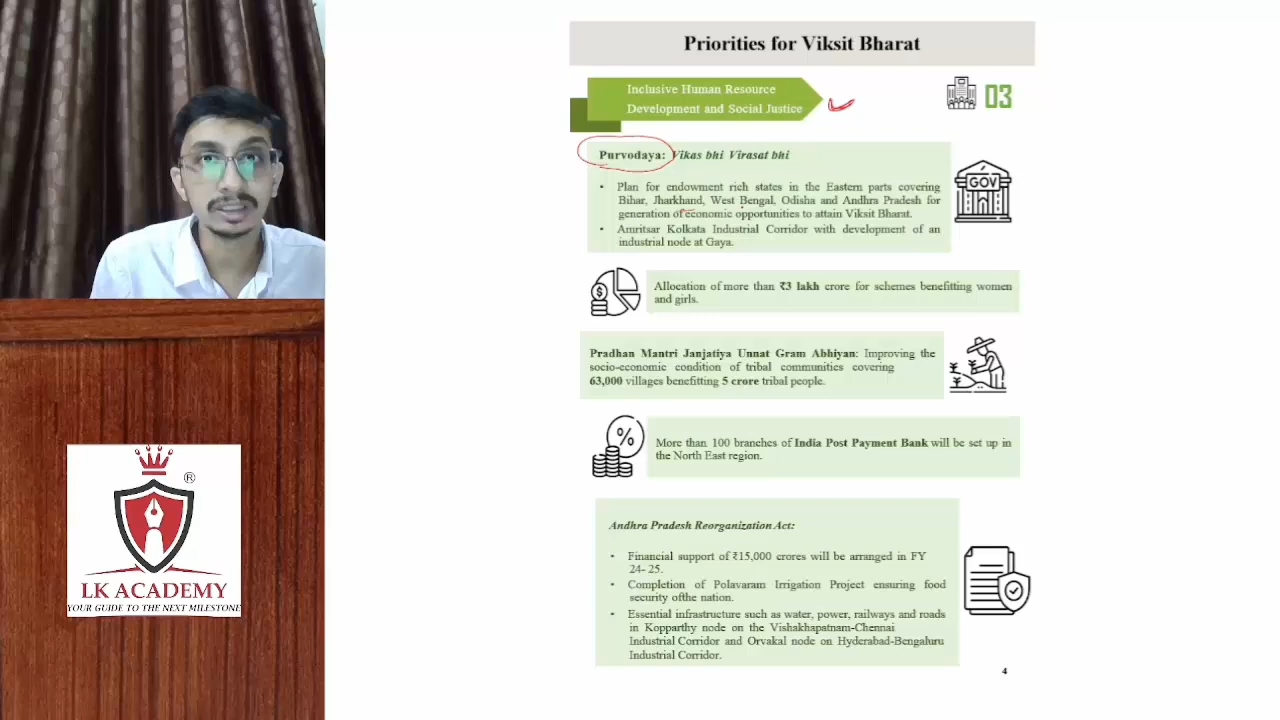 Priorities for Viksit Bharat
Inclusive Human Resource
Development and Social Justice
03
Purvodaya: Vikas bhi Virasat bhi
• Plan for endowment rich states in the Eastern parts covering
Bihar, Jharkhand, West Bengal, Odisha and Andhra Pradesh for
generation of economic opportunities to attain Viksit Bharat.
• Amritsar Kolkata Industrial Corridor with development of an
industrial node at Gaya.
GOV
$
Allocation of more than ₹3 lakh crore for schemes benefitting women
and girls.
Pradhan Mantri Janjatiya Unnat Gram Abhiyan: Improving the
socio-economic condition of tribal communities covering
63,000 villages benefitting 5 crore tribal people.
%
More than 100 branches of India Post Payment Bank will be set up in
the North East region.
Andhra Pradesh Reorganization Act:
• Financial support of ₹15,000 crores will be arranged in FY
24- 25.
• Completion of Polavaram Irrigation Project ensuring food
security ofthe nation.
• Essential infrastructure such as water, power, railways and roads
in Kopparthy node on the Vishakhapatnam-Chennai
Industrial Corridor and Orvakal node on Hyderabad-Bengaluru
Industrial Corridor.
4
®
LK ACADEMY
YOUR GUIDE TO THE NEXT MILESTONE